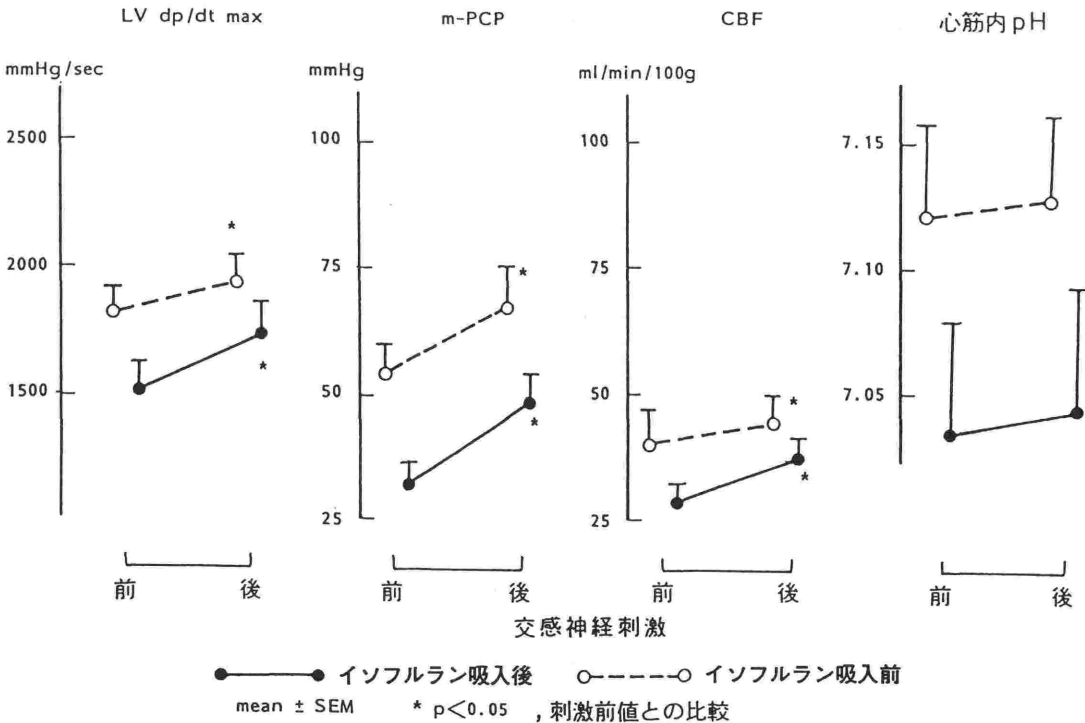 LV dp/dt max
mmHg/sec
2500
2000
1500
*
*
前
後
m-PCP
mmHg
100
75
50
25
*
*
前
後
CBF
ml/min/100g
100
75
50
25
*
*
前
後
心筋内pH
7.15
7.10
7.05
前
後
交感神経刺激
イソフルラン吸入後 イソフルラン吸入前
mean ± SEM * p<0.05 , 刺激前値との比較